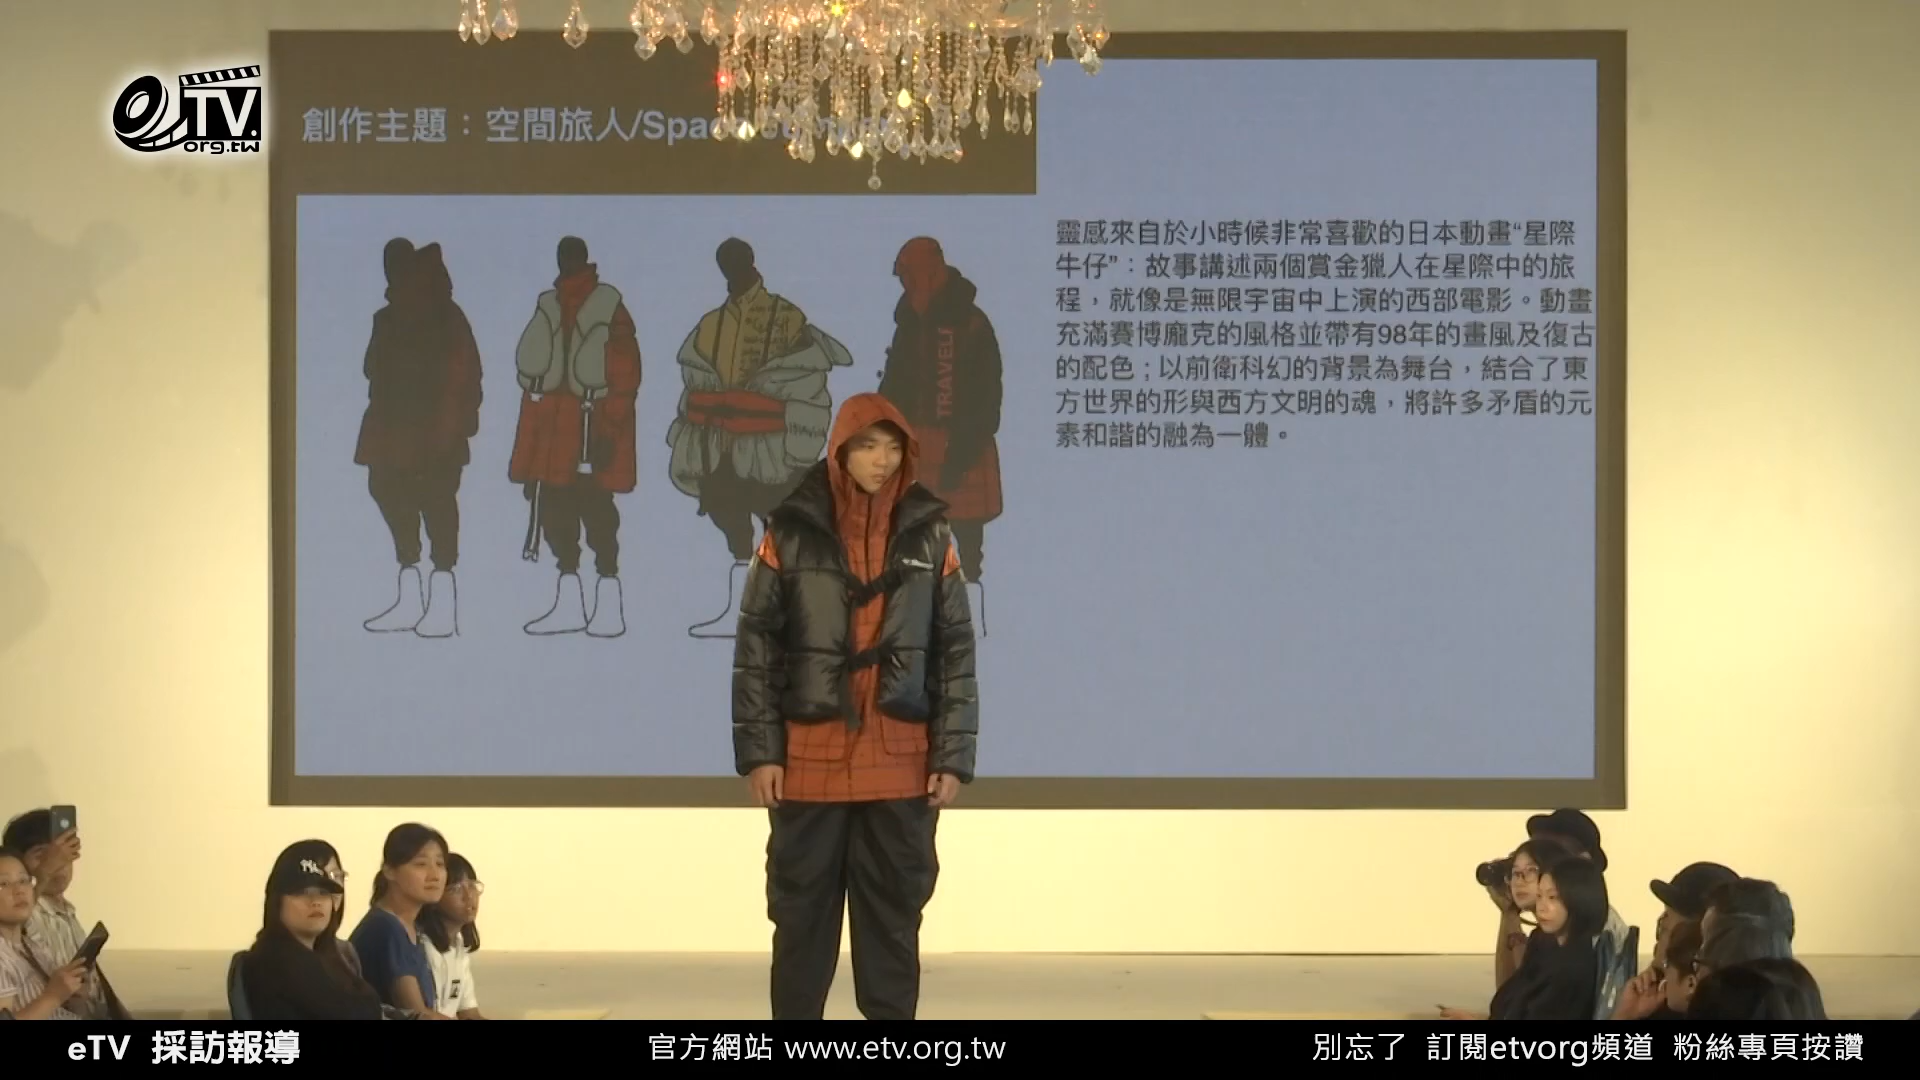 eTV.
org.tw
創作主題：空間旅人/Space
靈感來自於小時候非常喜歡的日本動畫“星際
牛仔”：故事講述兩個賞金獵人在星際中的旅
程，就像是無限宇宙中上演的西部電影。動畫
充滿賽博龐克的風格並帶有98年的畫風及復古
的配色；以前衛科幻的背景為舞台，結合了東
方世界的形與西方文明的魂，將許多矛盾的元
素和諧的融為一體。
eTV 採訪報導
官方網站 www.etv.org.tw
別忘了 訂閱etvorg頻道 粉絲專頁按讚